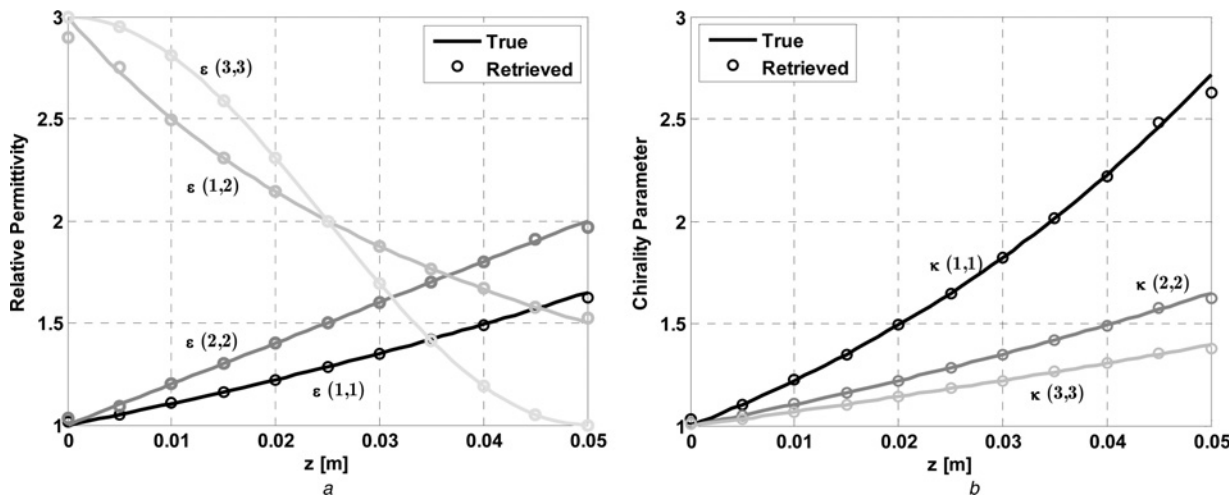 3
2.5
2
1.5
1
Relative Permittivity
ε (3,3)
ε (1,2)
ε (2,2)
ε (1,1)
True
Retrieved
0
0.01
0.02
0.03
0.04
0.05
z [m]
a
3
2.5
2
1.5
1
Chirality Parameter
True
Retrieved
κ (1,1)
κ (2,2)
κ (3,3)
0
0.01
0.02
0.03
0.04
0.05
z [m]
b